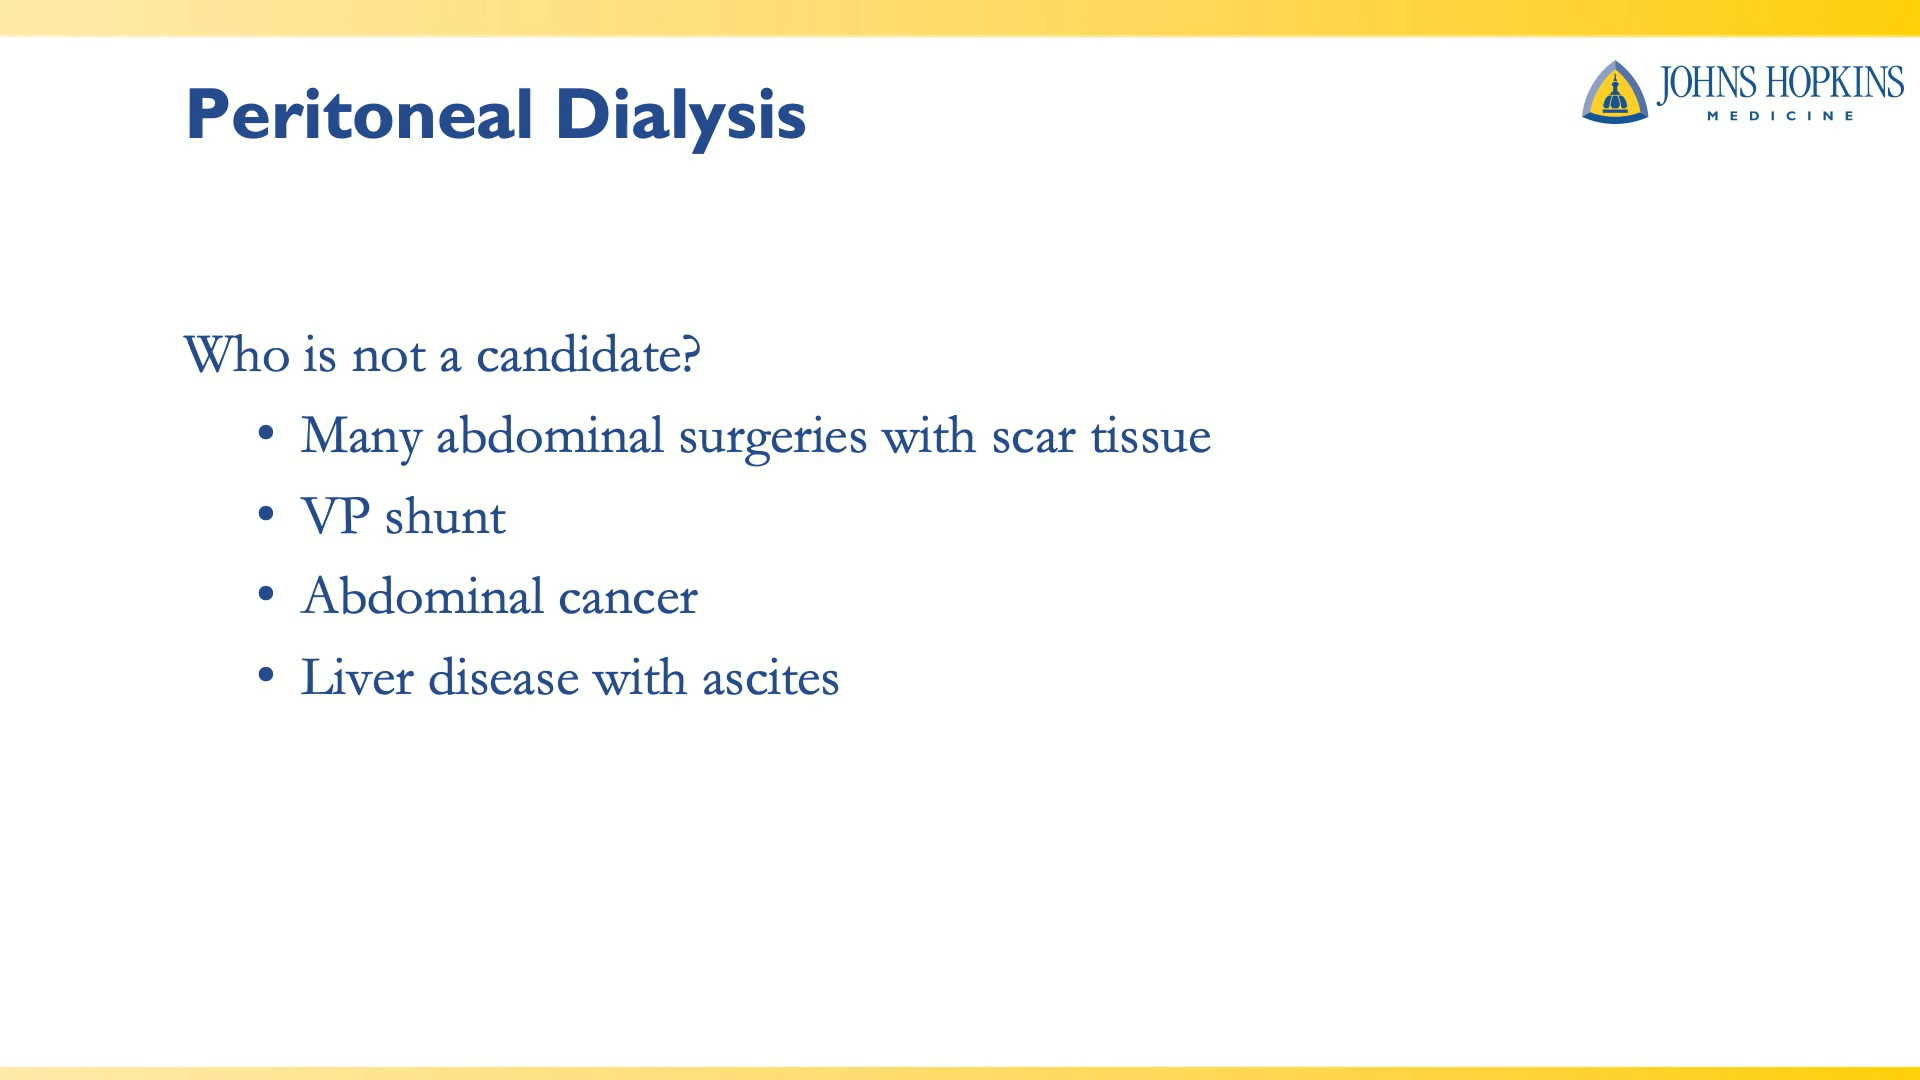 Peritoneal Dialysis
JOHNS HOPKINS
MEDICINE
Who is not a candidate?
• Many abdominal surgeries with scar tissue
• VP shunt
• Abdominal cancer
• Liver disease with ascites